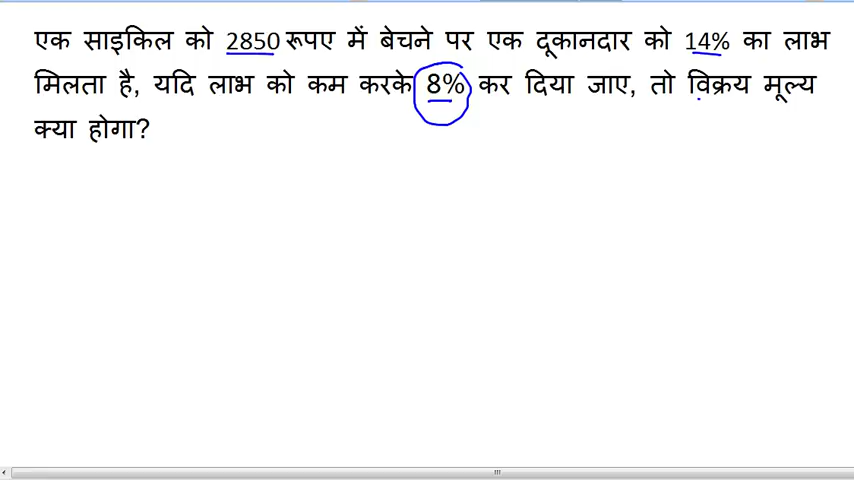 एक साइकिल को 2850 रूपए में बेचने पर एक दूकानदार को 14% का लाभ
मिलता है, यदि लाभ को कम करके 8% कर दिया जाए, तो विक्रय मूल्य
क्या होगा?